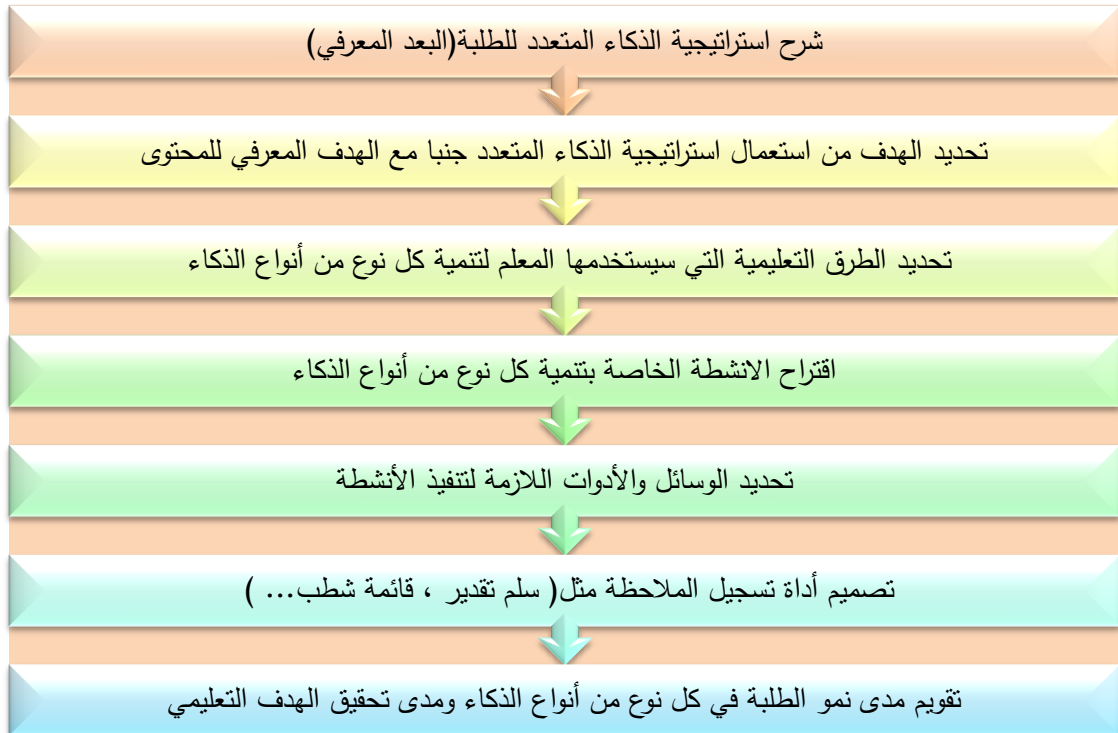 شرح استراتيجية الذكاء المتعدد للطلبة(البعد المعرفي)
تحديد الهدف من استعمال استراتيجية الذكاء المتعدد جنبا مع الهدف المعرفي للمحتوى
تحديد الطرق التعليمية التي سيستخدمها المعلم لتنمية كل نوع من أنواع الذكاء
اقتراح الانشطة الخاصة بتنمية كل نوع من أنواع الذكاء
تحديد الوسائل والأدوات اللازمة لتنفيذ الأنشطة
تصميم أداة تسجيل الملاحظة مثل( سلم تقدير ، قائمة شطب... )
تقويم مدى نمو الطلبة في كل نوع من أنواع الذكاء ومدى تحقيق الهدف التعليمي